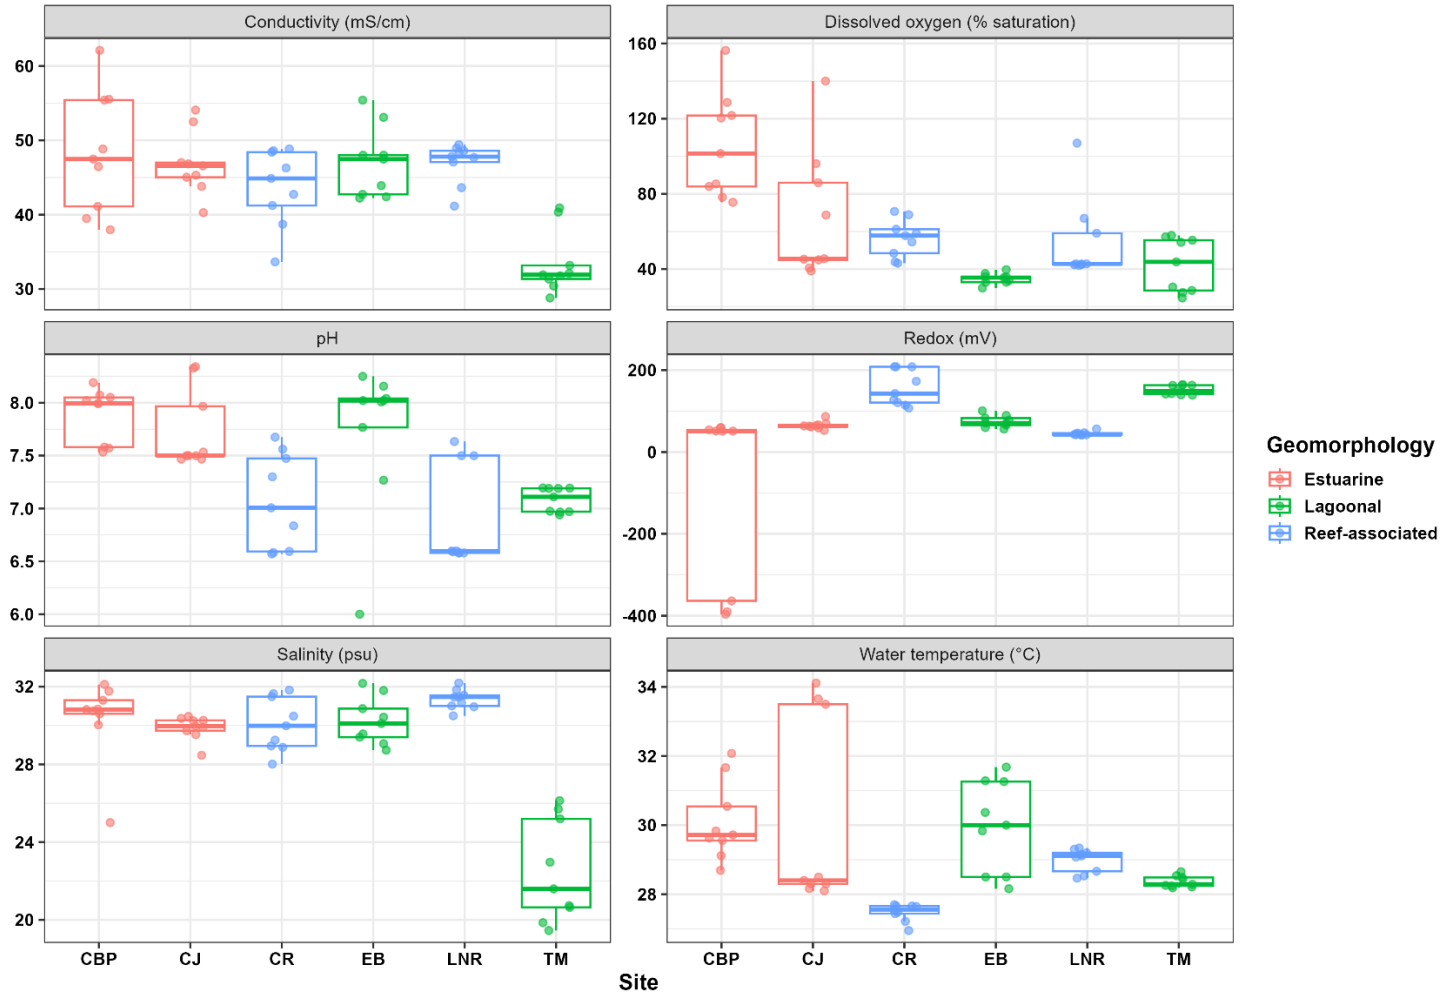 Conductivity (mS/cm)
Dissolved oxygen (% saturation)
60
50
40
30
160
120
80
40
pH
Redox (mV)
8.0
7.5
7.0
6.5
6.0
200
0
-200
-400
Salinity (psu)
Water temperature (°C)
32
28
24
20
34
32
30
28
CBP CJ CR EB LNR TM
CBP CJ CR EB LNR TM
Site
Geomorphology
Estuarine
Lagoonal
Reef-associated